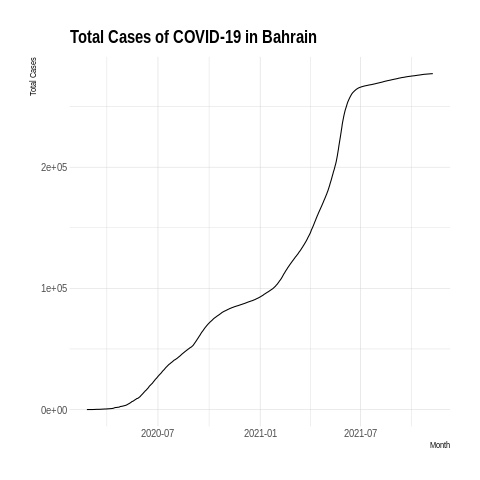 Total Cases of COVID-19 in Bahrain
Total Cases
2e+05
1e+05
0e+00
2020-07 2021-01 2021-07
Month